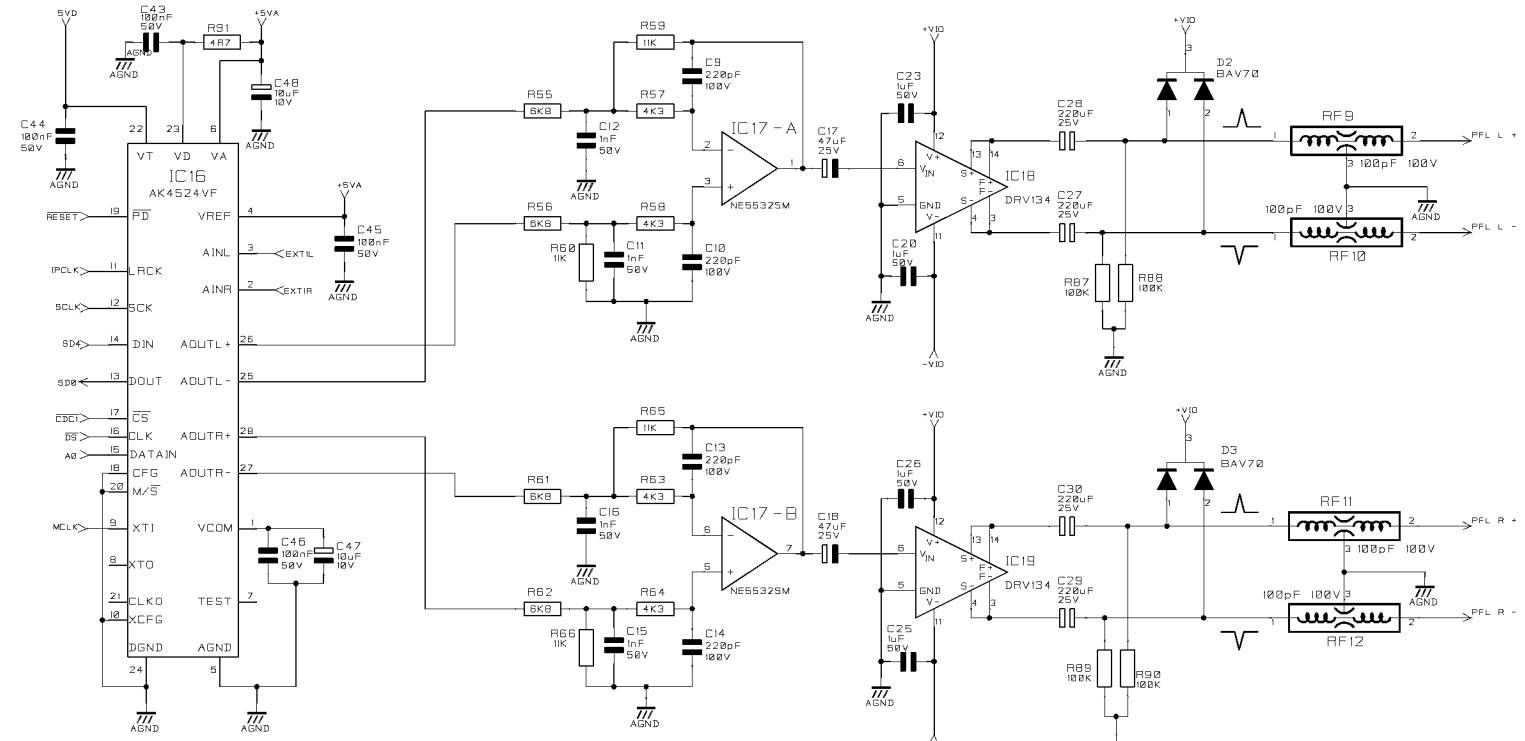 5VD
C43
100nF
50V
R91
4R7
+5VA
AGND
AGND
C48
10uF
10V
AGND
C44
100nF
50V
AGND
22
23
6
VT
VD
VA
IC16
AK4524VF
RESET
19
PD
VREF
4
+5VA
C45
100nF
50V
AGND
AINL
3
EXT1L
AINR
2
EXT1R
IPCLK
11
LRCK
SCLK
12
SCK
SD4
14
DIN
AOUTL+
26
SD0
13
DOUT
AOUTL-
25
CDC1
17
CS
DS
16
CLK
AOUTR+
28
A0
15
DATAIN
18
CFG
AOUTR-
27
20
M/S
MCLK
9
XTI
VCOM
1
C46
100nF
50V
C47
10uF
10V
8
XTO
21
CLKO
TEST
7
10
XCFG
DGND
AGND
24
5
AGND
AGND
R59
11K
C9
220pF
100V
R55
6K8
R57
4K3
C12
1nF
50V
AGND
IC17-A
2
3
1
NE5532SM
R56
6K8
R58
4K3
R60
11K
C11
1nF
50V
C10
220pF
100V
AGND
C17
47uF
25V
+VIO
C23
1uF
50V
12
V+
6
VIN
5
GND
V-
11
S+
13
14
F+
F-
S-
4
3
IC18
DRV134
C20
1uF
50V
AGND
-VIO
C28
220uF
25V
C27
220uF
25V
R87
100K
R88
100K
AGND
+VIO
3
D2
BAV70
1
2
RF9
1
2
3
100pF 100V
PFL L +
AGND
100pF 100V
3
1
2
RF10
PFL L -
R65
11K
C13
220pF
100V
R61
6K8
R63
4K3
C16
1nF
50V
AGND
IC17-B
6
5
7
NE5532SM
R62
6K8
R64
4K3
R66
11K
C15
1nF
50V
C14
220pF
100V
AGND
C18
47uF
25V
+VIO
C26
1uF
50V
12
V+
6
VIN
5
GND
V-
11
S+
13
14
F+
F-
S-
4
3
IC19
DRV134
C25
1uF
50V
AGND
C30
220uF
25V
C29
220uF
25V
R89
100K
R90
100K
+VIO
3
D3
BAV70
1
2
RF11
1
2
3
100pF 100V
PFL R +
AGND
100pF 100V
3
1
2
RF12
PFL R -